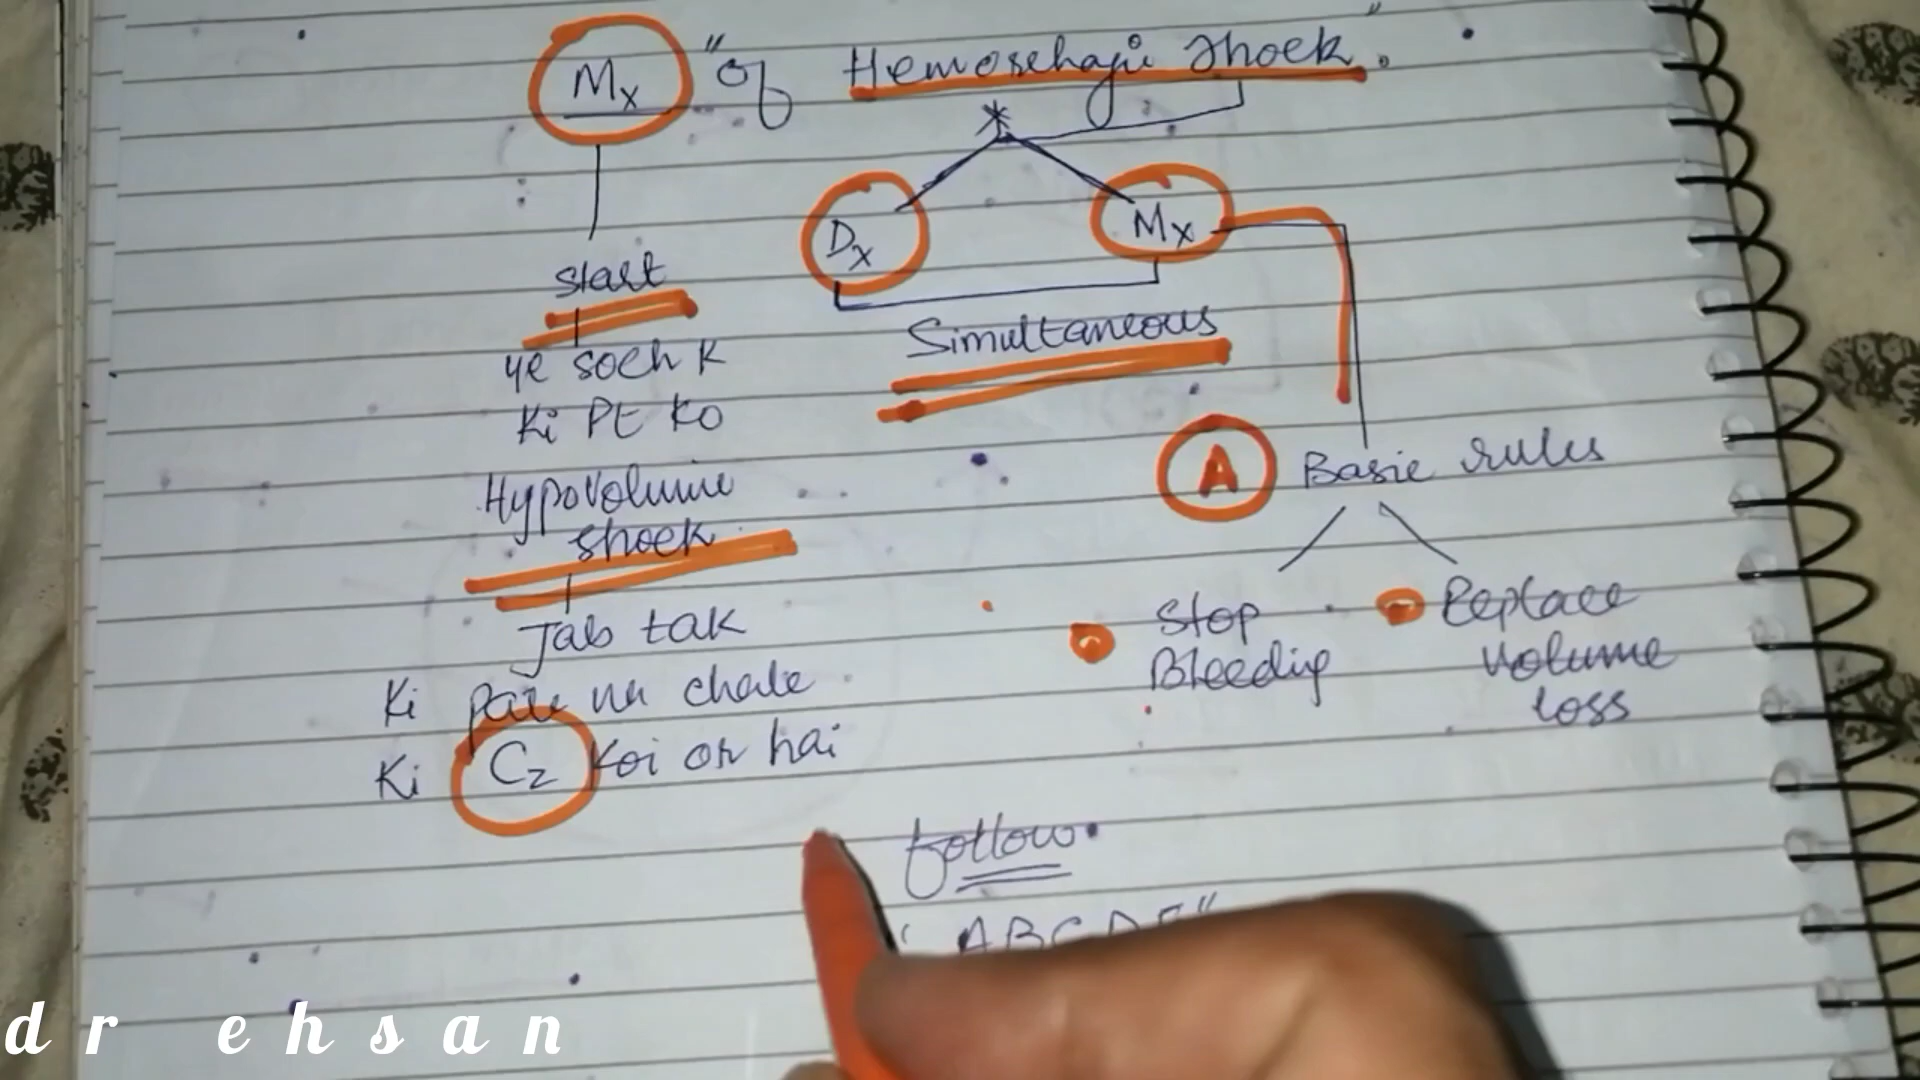 Mx "of Hemorrhagic Shock".
Dx
Mx
Simultaneous
start
ye soch K
Ki Pt Ko
Hypovolumic
shock
Jab tak
Ki pata na chale
Ki Cz koi or hai
A Basic rules
Stop
Bleeding
Replace
Volume
loss
follow
"ABCDE"
dr ehsan